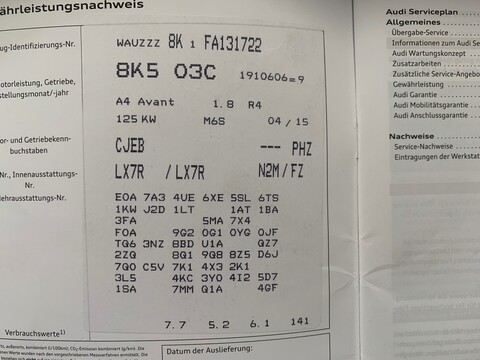 ährleistungsnachweis
ug-Identifizierungs-Nr.
WAUZZZ 8K 1 FA131722
8K5 03C 1910606=9
otorleistung, Getriebe,
stellungsmonat/-jahr
A4 Avant 1.8 R4
125 KW M6S 04/15
or- und Getriebekenn-
buchstaben
CJEB --- PHZ
-Nr., Innenausstattungs-
Nr.
LX7R / LX7R N2M/FZ
ehrausstattungs-Nr.
E0A 7A3 4UE 6XE 5SL 6TS
1KW J2D 1LT 1AT 1BA
3FA 5MA 7X4
F0A 9G2 0G1 0YG 0JF
TG6 3NZ 8BD U1A QZ7
2ZQ 8Q1 9Q8 8Z5 D6J
7Q0 C5V 7K1 4X3 2K1
3L5 4KC 3Y0 4I2 5D7
1SA 7MM Q1A 4GF
Verbrauchswerte1)
7.7 5.2 6.1 141
Datum der Auslieferung:
Audi Serviceplan
Allgemeines
Übergabe-Service
Informationen zum Audi Se
Audi Wartungskonzept
Zusatzarbeiten
Zusätzliche Service-Angebo
Gewährleistung
Audi Garantie
Audi Mobilitätsgarantie
Audi Anschlussgarantie
Nachweise
Service-Nachweise
Eintragungen der Werkstat